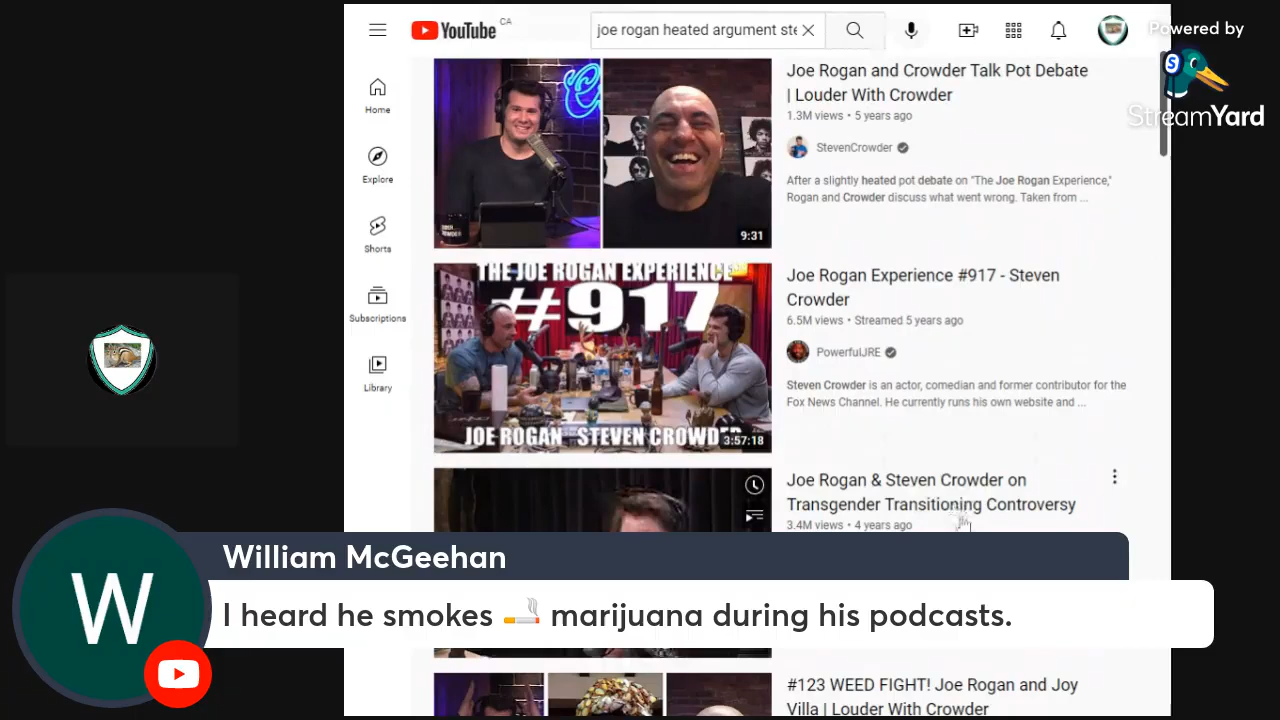 YouTube CA
joe rogan heated argument ste
Powered by
StreamYard
Home
Explore
Shorts
Subscriptions
Library
9:31
Joe Rogan and Crowder Talk Pot Debate
| Louder With Crowder
1.3M views • 5 years ago
StevenCrowder
After a slightly heated pot debate on "The Joe Rogan Experience,"
Rogan and Crowder discuss what went wrong. Taken from ...
THE JOE ROGAN EXPERIENCE
#917
JOE ROGAN STEVEN CROWDER
3:57:18
Joe Rogan Experience #917 - Steven
Crowder
6.5M views • Streamed 5 years ago
PowerfulJRE
Steven Crowder is an actor, comedian and former contributor for the
Fox News Channel. He currently runs his own website and ...
Joe Rogan & Steven Crowder on
Transgender Transitioning Controversy
3.4M views • 4 years ago
W
William McGeehan
I heard he smokes 🚬 marijuana during his podcasts.
#123 WEED FIGHT! Joe Rogan and Joy
Villa | Louder With Crowder